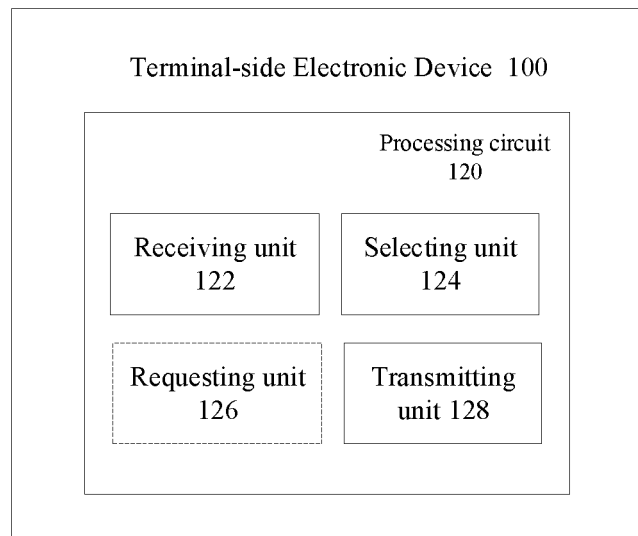 Terminal-side Electronic Device 100
Processing circuit
120
Receiving unit
122
Selecting unit
124
Requesting unit
126
Transmitting
unit 128